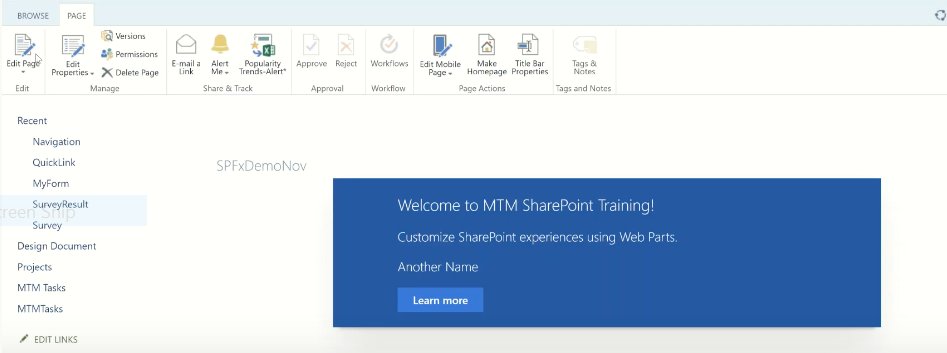 BROWSE PAGE
Edit Page
Edit Properties
Versions
Permissions
Delete Page
E-mail a Link
Alert Me
Popularity Trends-Alert*
Approve
Reject
Workflows
Edit Mobile Page
Make Homepage
Title Bar Properties
Tags & Notes
Edit
Manage
Share & Track
Approval
Workflow
Page Actions
Tags and Notes
Recent
Navigation
QuickLink
MyForm
SurveyResult
reen Snip
Survey
Design Document
Projects
MTM Tasks
MTMTasks
EDIT LINKS
SPFxDemoNov
Welcome to MTM SharePoint Training!
Customize SharePoint experiences using Web Parts.
Another Name
Learn more